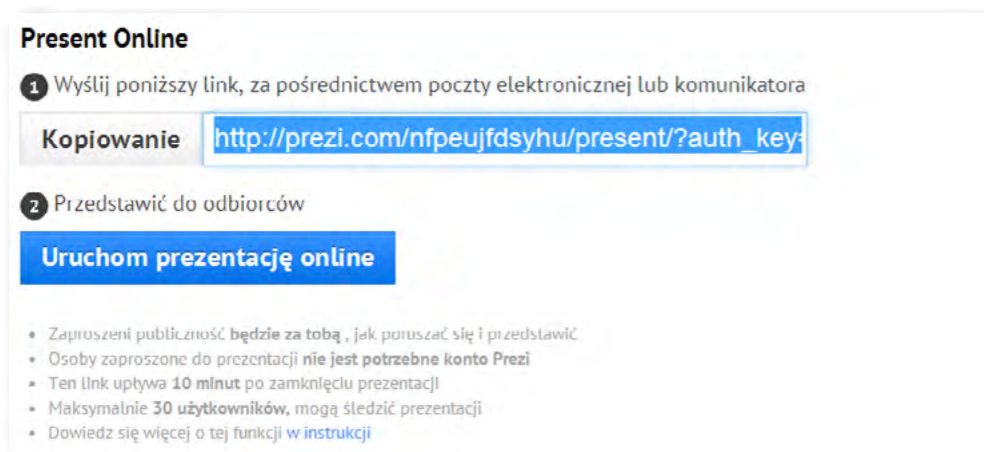 Present Online
1 Wyślij poniższy link, za pośrednictwem poczty elektronicznej lub komunikatora
Kopiowanie http://prezi.com/nfpeujfdsyhu/present/?auth_key=
2 Przedstawić do odbiorców
Uruchom prezentację online
• Zaproszeni publiczność będzie za tobą , jak poruszać się i przedstawić
• Osoby zaproszone do prezentacji nie jest potrzebne konto Prezi
• Ten link upływa 10 minut po zamknięciu prezentacji
• Maksymalnie 30 użytkowników, mogą śledzić prezentacji
• Dowiedz się więcej o tej funkcji w instrukcji